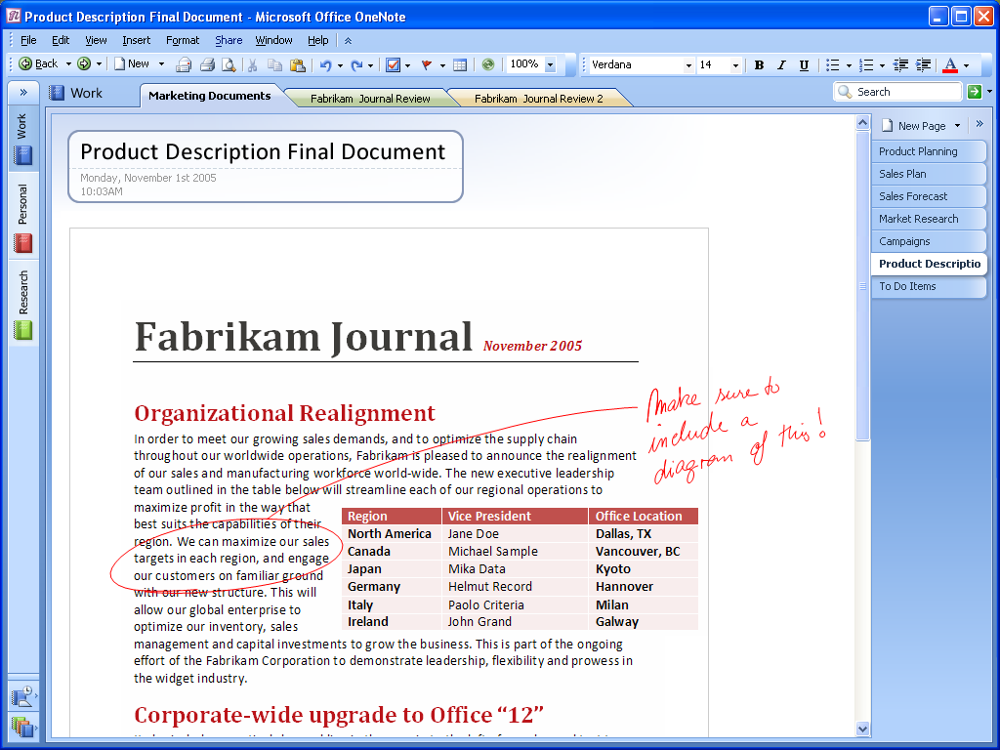 Product Description Final Document - Microsoft Office OneNote
File Edit View Insert Format Share Window Help
Back New 100% Verdana 14 B I U A
» Work Marketing Documents Fabrikam Journal Review Fabrikam Journal Review 2 Search
Work
Personal
Research
New Page »
Product Planning
Sales Plan
Sales Forecast
Market Research
Campaigns
Product Descriptio
To Do Items
Product Description Final Document
Monday, November 1st 2005
10:03AM
Fabrikam Journal November 2005
Make sure to
include a
diagram of this!
Organizational Realignment
In order to meet our growing sales demands, and to optimize the supply chain
throughout our worldwide operations, Fabrikam is pleased to announce the realignment
of our sales and manufacturing workforce world-wide. The new executive leadership
team outlined in the table below will streamline each of our regional operations to
maximize profit in the way that
best suits the capabilities of their
region. We can maximize our sales
targets in each region, and engage
our customers on familiar ground
with our new structure. This will
allow our global enterprise to
optimize our inventory, sales
management and capital investments to grow the business. This is part of the ongoing
effort of the Fabrikam Corporation to demonstrate leadership, flexibility and prowess in
the widget industry.
Region Vice President Office Location
North America Jane Doe Dallas, TX
Canada Michael Sample Vancouver, BC
Japan Mika Data Kyoto
Germany Helmut Record Hannover
Italy Paolo Criteria Milan
Ireland John Grand Galway
Corporate-wide upgrade to Office “12”